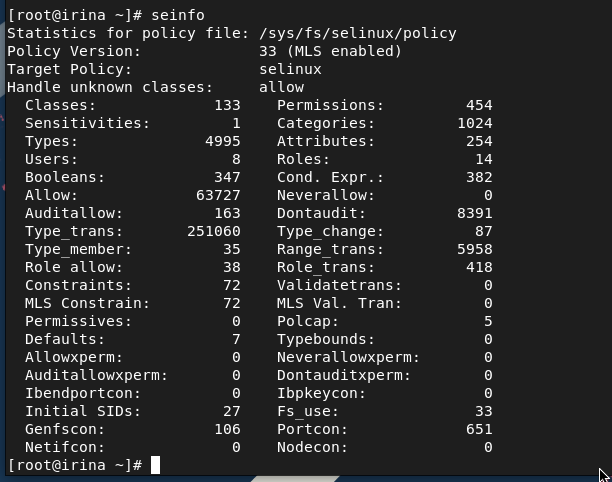 [root@irina ~]# seinfo
Statistics for policy file: /sys/fs/selinux/policy
Policy Version:             33 (MLS enabled)
Target Policy:              selinux
Handle unknown classes:     allow
  Classes:             133    Permissions:         454
  Sensitivities:         1    Categories:         1024
  Types:              4995    Attributes:          254
  Users:                 8    Roles:                14
  Booleans:            347    Cond. Expr.:         382
  Allow:             63727    Neverallow:            0
  Auditallow:          163    Dontaudit:          8391
  Type_trans:       251060    Type_change:          87
  Type_member:          35    Range_trans:        5958
  Role allow:           38    Role_trans:          418
  Constraints:          72    Validatetrans:         0
  MLS Constrain:        72    MLS Val. Tran:         0
  Permissives:           0    Polcap:                5
  Defaults:              7    Typebounds:            0
  Allowxperm:            0    Neverallowxperm:       0
  Auditallowxperm:       0    Dontauditxperm:        0
  Ibendportcon:          0    Ibpkeycon:             0
  Initial SIDs:         27    Fs_use:               33
  Genfscon:            106    Portcon:             651
  Netifcon:              0    Nodecon:               0
[root@irina ~]#